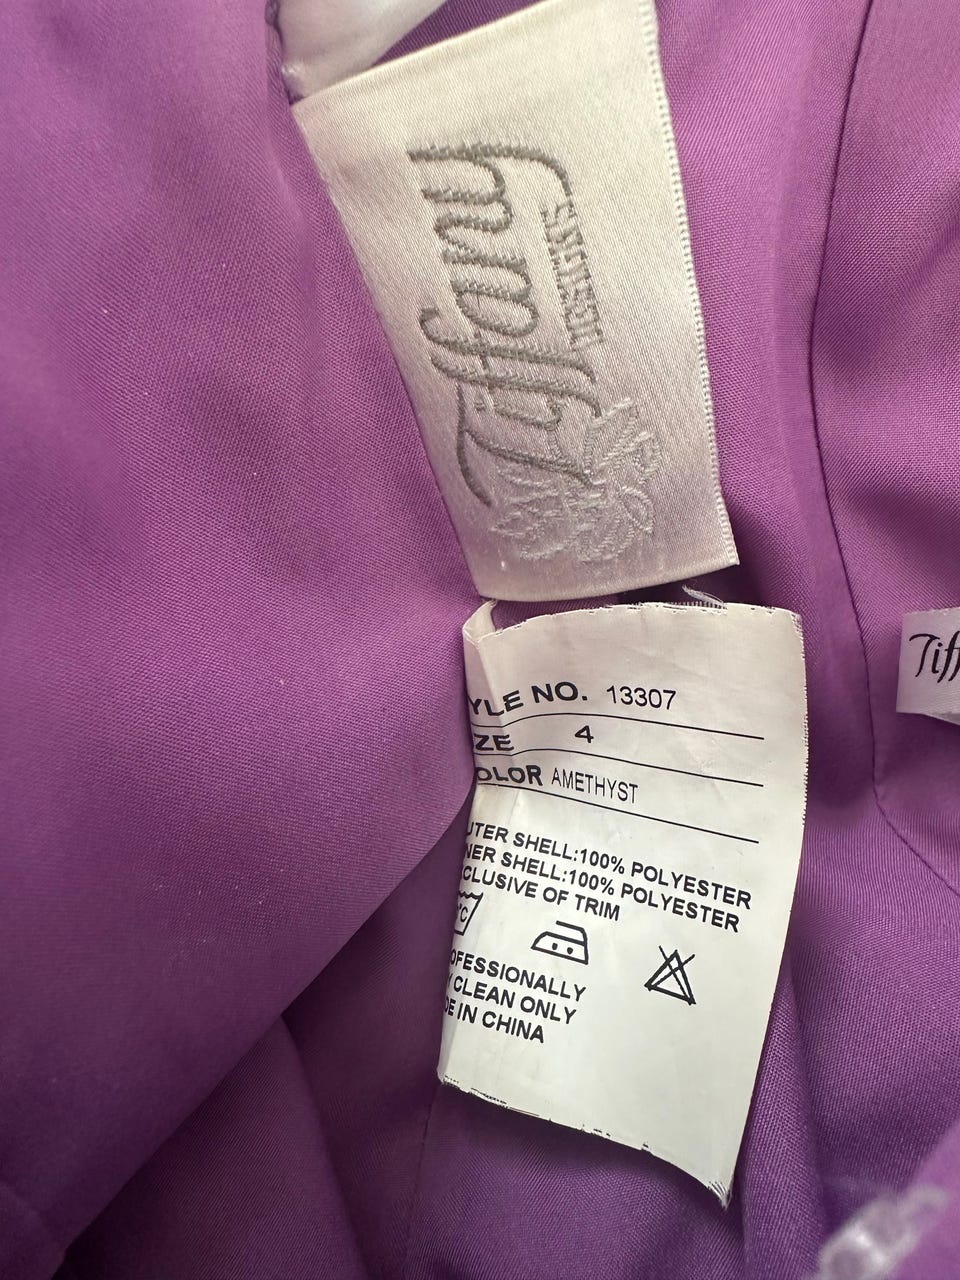 Tiffany
DESIGNS
YLE NO. 13307
ZE 4
OLOR AMETHYST
UTER SHELL:100% POLYESTER
NER SHELL:100% POLYESTER
CLUSIVE OF TRIM
°C
OFESSIONALLY
Y CLEAN ONLY
DE IN CHINA
Tiff